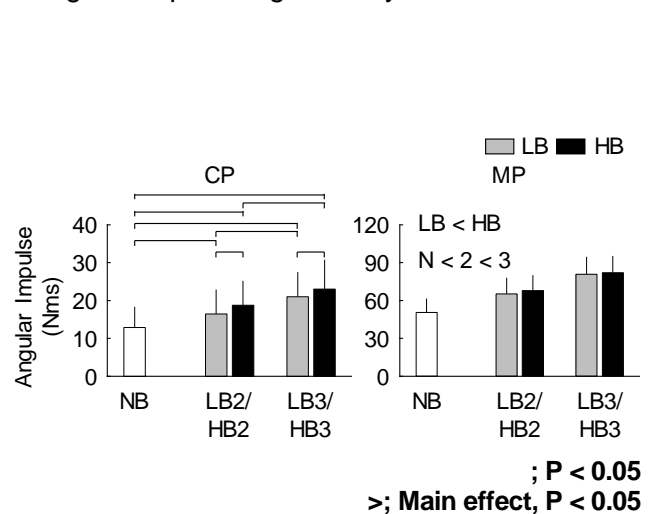 LB HB
CP
MP
Angular Impulse
(Nms)
40
30
20
10
0
NB
LB2/
HB2
LB3/
HB3
120
90
60
30
0
LB < HB
N < 2 < 3
NB
LB2/
HB2
LB3/
HB3
; P < 0.05
>; Main effect, P < 0.05